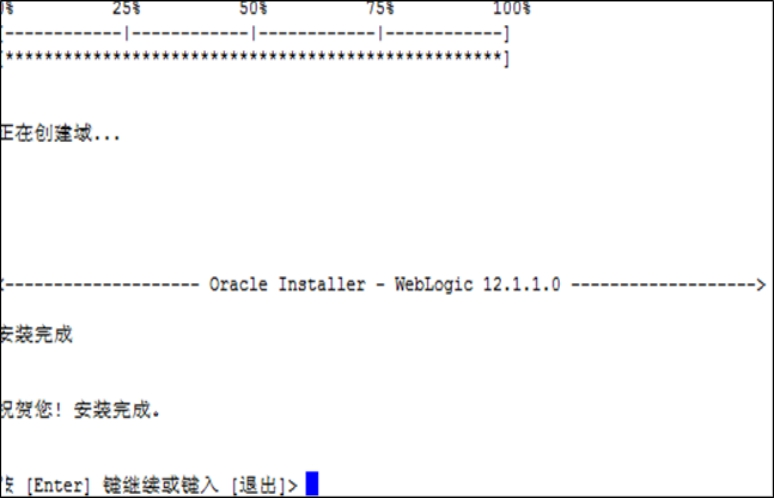 0%          25%          50%          75%          100%
[------------|------------|------------|------------]
[***************************************************]
正在创建域...
<-------------------- Oracle Installer - WebLogic 12.1.1.0 ------------------->
安装完成
祝贺您! 安装完成。
按 [Enter] 键继续或键入 [退出]>